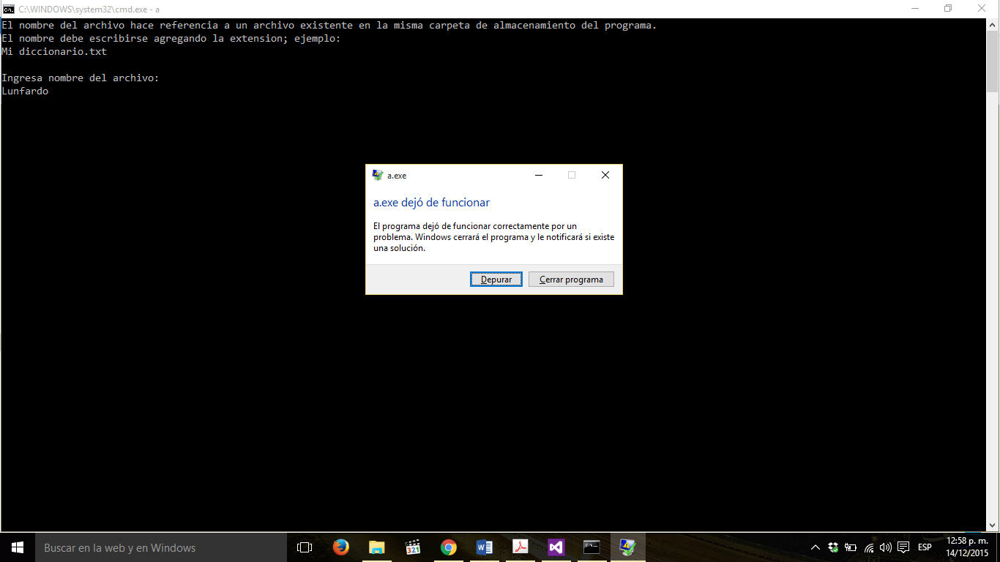 C:\WINDOWS\system32\cmd.exe - a
El nombre del archivo hace referencia a un archivo existente en la misma carpeta de almacenamiento del programa.
El nombre debe escribirse agregando la extension; ejemplo:
Mi diccionario.txt
Ingresa nombre del archivo:
Lunfardo
a.exe
a.exe dejó de funcionar
El programa dejó de funcionar correctamente por un
problema. Windows cerrará el programa y le notificará si existe
una solución.
Depurar
Cerrar programa
Buscar en la web y en Windows
321
ESP
12:58 p. m.
14/12/2015